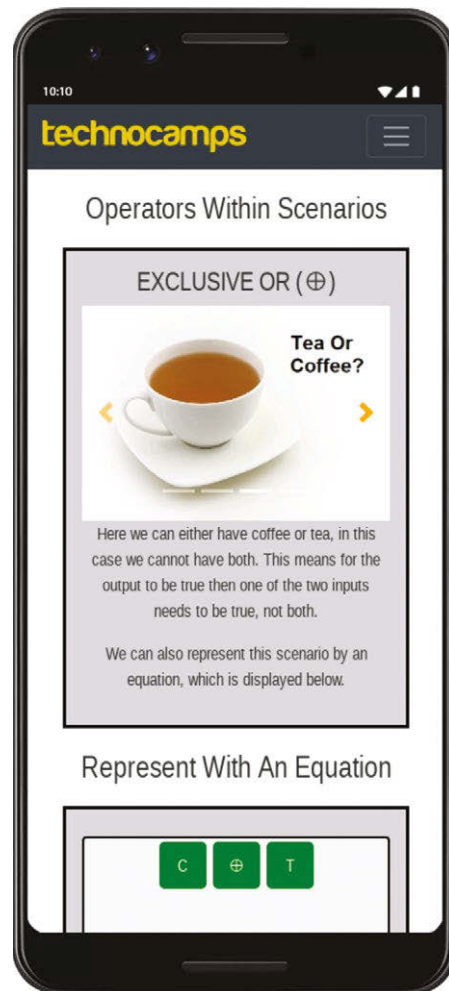 10:10
technocamps
Operators Within Scenarios
EXCLUSIVE OR (⊕)
Tea Or
Coffee?
Here we can either have coffee or tea, in this
case we cannot have both. This means for the
output to be true then one of the two inputs
needs to be true, not both.
We can also represent this scenario by an
equation, which is displayed below.
Represent With An Equation
C ⊕ T